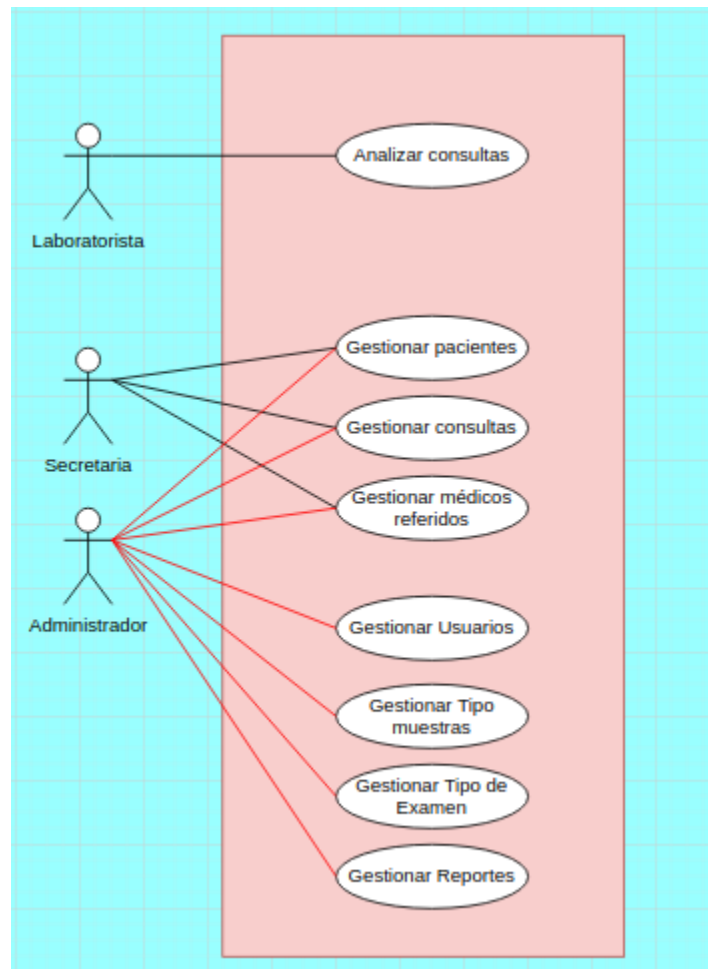 Analizar consultas
Laboratorista
Gestionar pacientes
Gestionar consultas
Secretaria
Gestionar médicos
referidos
Administrador
Gestionar Usuarios
Gestionar Tipo
muestras
Gestionar Tipo de
Examen
Gestionar Reportes